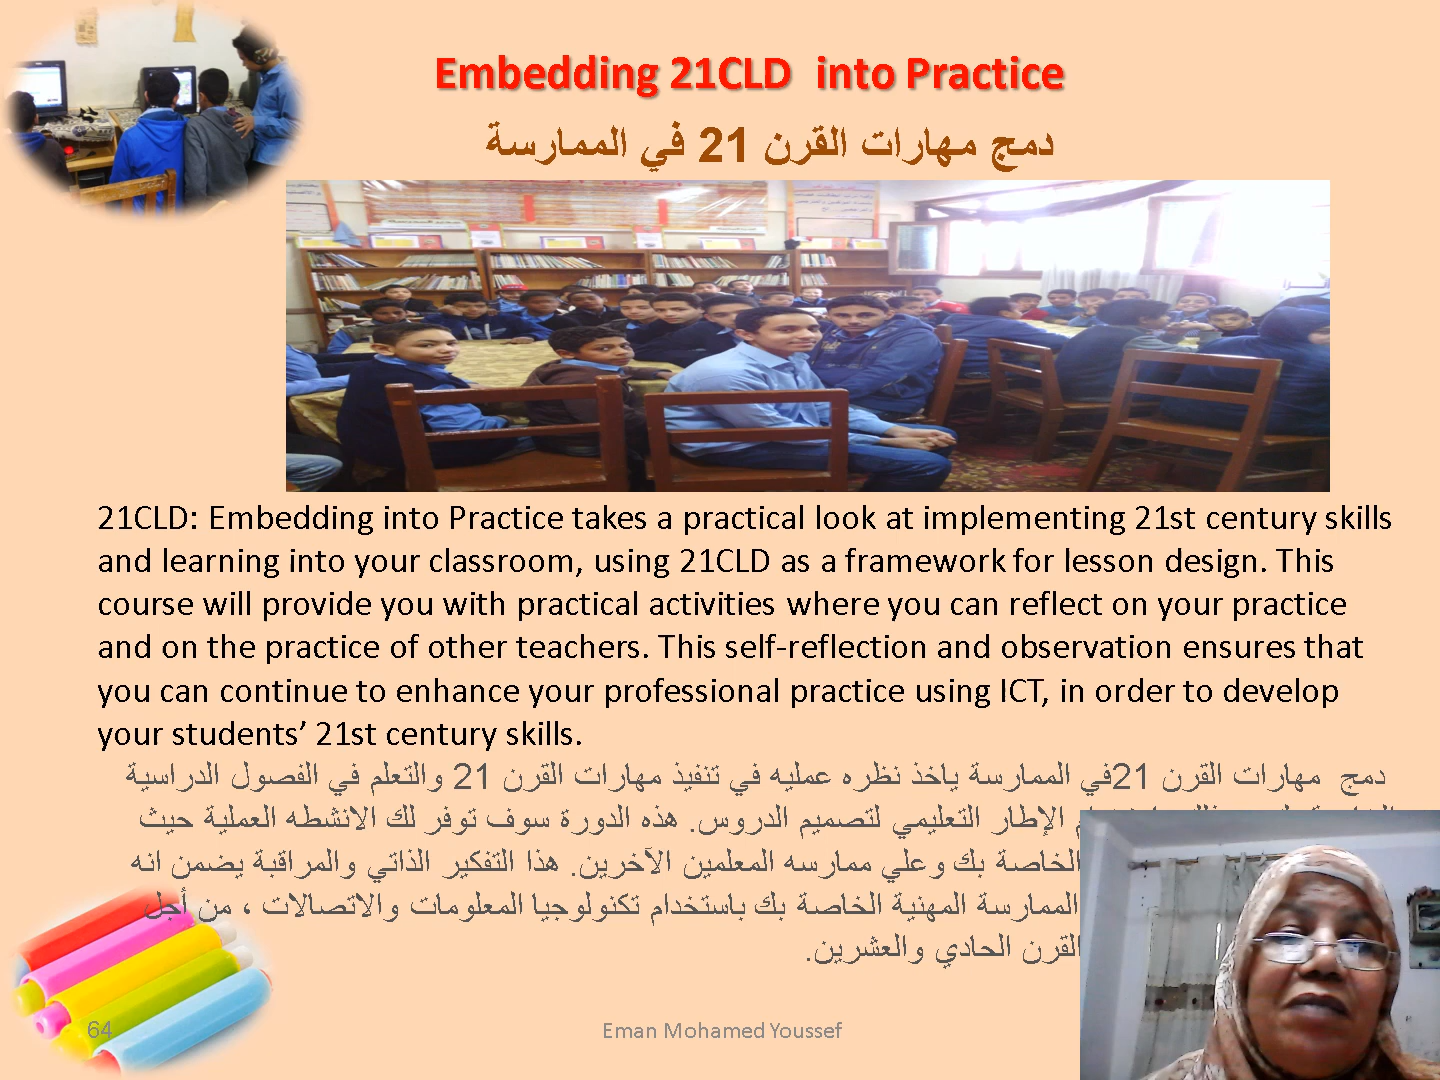 Embedding 21CLD into Practice
دمج مهارات القرن 21 في الممارسة
21CLD: Embedding into Practice takes a practical look at implementing 21st century skills
and learning into your classroom, using 21CLD as a framework for lesson design. This
course will provide you with practical activities where you can reflect on your practice
and on the practice of other teachers. This self-reflection and observation ensures that
you can continue to enhance your professional practice using ICT, in order to develop
your students’ 21st century skills.
دمج مهارات القرن 21في الممارسة ياخذ نظره عمليه في تنفيذ مهارات القرن 21 والتعلم في الفصول الدراسية
الإطار التعليمي لتصميم الدروس. هذه الدورة سوف توفر لك الانشطه العملية حيث
الخاصة بك وعلي ممارسه المعلمين الآخرين. هذا التفكير الذاتي والمراقبة يضمن انه
الممارسة المهنية الخاصة بك باستخدام تكنولوجيا المعلومات والاتصالات ، من أجل
القرن الحادي والعشرين.
64
Eman Mohamed Youssef